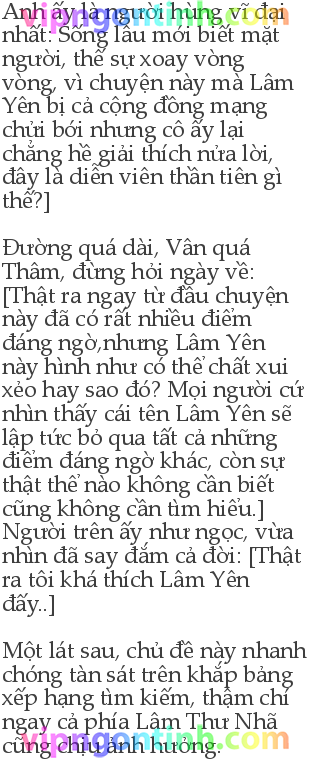 Anh ấy là người hùng vĩ đại
vipngontinh.com
nhất: Sống lâu mới biết mặt
người, thế sự xoay vòng
vòng, vì chuyện này mà Lâm
Yên bị cả cộng đồng mạng
chửi bới nhưng cô ấy lại
chẳng hề giải thích nửa lời,
đây là diễn viên thần tiên gì
thế?]
Đường quá dài, Vân quá
Thâm, đừng hỏi ngày về:
[Thật ra ngay từ đầu chuyện
này đã có rất nhiều điểm
đáng ngờ,nhưng Lâm Yên
này hình như có thể chất xui
xẻo hay sao đó? Mọi người cứ
nhìn thấy cái tên Lâm Yên sẽ
lập tức bỏ qua tất cả những
điểm đáng ngờ khác, còn sự
thật thế nào không cần biết
cũng không cần tìm hiểu.]
Người trên ấy như ngọc, vừa
nhìn đã say đắm cả đời: [Thật
ra tôi khá thích Lâm Yên
đấy..]
Một lát sau, chủ đề này nhanh
chóng tàn sát trên khắp bảng
xếp hạng tìm kiếm, thậm chí
ngay cả phía Lâm Thư Nhã
vipngontinh.com
cũng chịu ảnh hưởng.